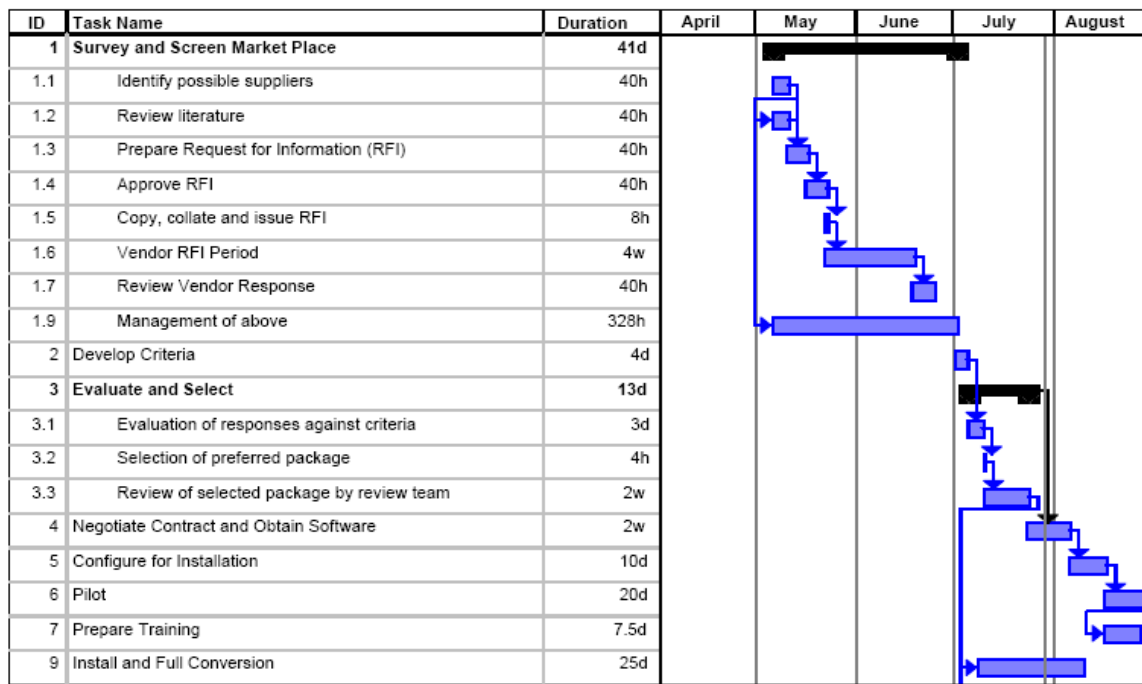 ID Task Name Duration April May June July August
1 Survey and Screen Market Place 41d
1.1 Identify possible suppliers 40h
1.2 Review literature 40h
1.3 Prepare Request for Information (RFI) 40h
1.4 Approve RFI 40h
1.5 Copy, collate and issue RFI 8h
1.6 Vendor RFI Period 4w
1.7 Review Vendor Response 40h
1.9 Management of above 328h
2 Develop Criteria 4d
3 Evaluate and Select 13d
3.1 Evaluation of responses against criteria 3d
3.2 Selection of preferred package 4h
3.3 Review of selected package by review team 2w
4 Negotiate Contract and Obtain Software 2w
5 Configure for Installation 10d
6 Pilot 20d
7 Prepare Training 7.5d
9 Install and Full Conversion 25d